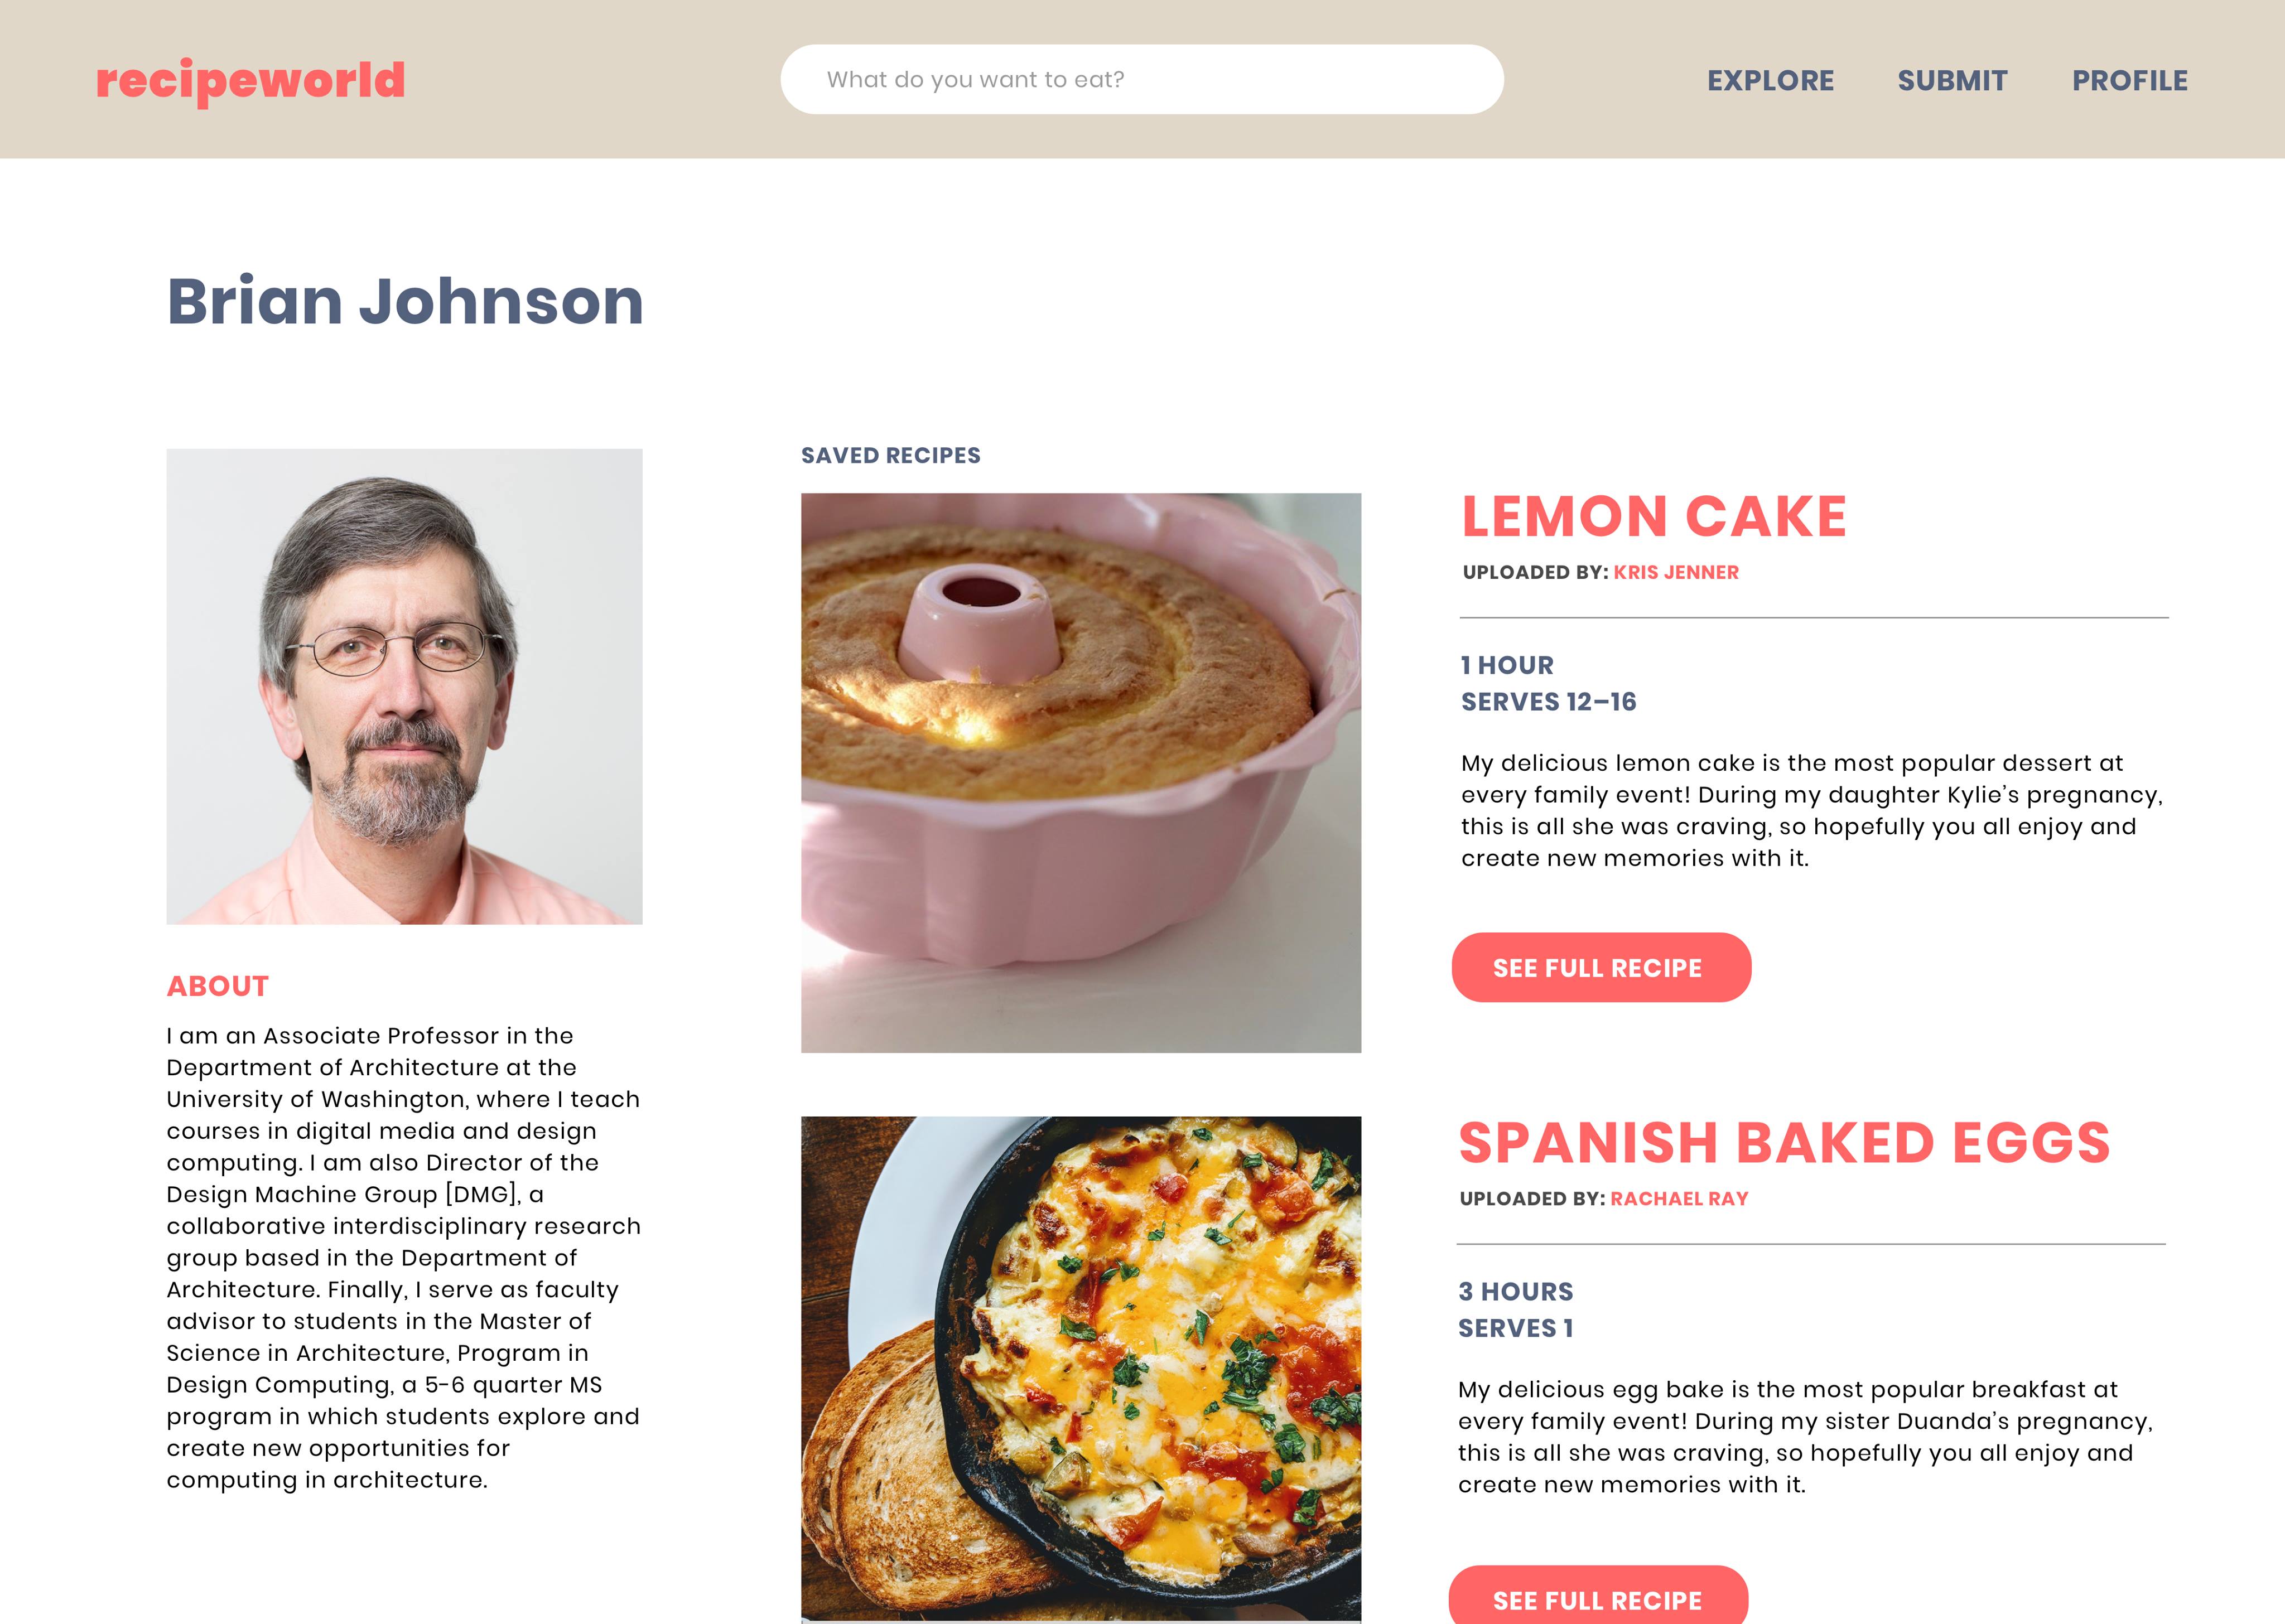 recipeworld
What do you want to eat?
EXPLORE
SUBMIT
PROFILE
Brian Johnson
ABOUT
I am an Associate Professor in the
Department of Architecture at the
University of Washington, where I teach
courses in digital media and design
computing. I am also Director of the
Design Machine Group [DMG], a
collaborative interdisciplinary research
group based in the Department of
Architecture. Finally, I serve as faculty
advisor to students in the Master of
Science in Architecture, Program in
Design Computing, a 5-6 quarter MS
program in which students explore and
create new opportunities for
computing in architecture.
SAVED RECIPES
LEMON CAKE
UPLOADED BY: KRIS JENNER
1 HOUR
SERVES 12–16
My delicious lemon cake is the most popular dessert at
every family event! During my daughter Kylie’s pregnancy,
this is all she was craving, so hopefully you all enjoy and
create new memories with it.
SEE FULL RECIPE
SPANISH BAKED EGGS
UPLOADED BY: RACHAEL RAY
3 HOURS
SERVES 1
My delicious egg bake is the most popular breakfast at
every family event! During my sister Duanda’s pregnancy,
this is all she was craving, so hopefully you all enjoy and
create new memories with it.
SEE FULL RECIPE